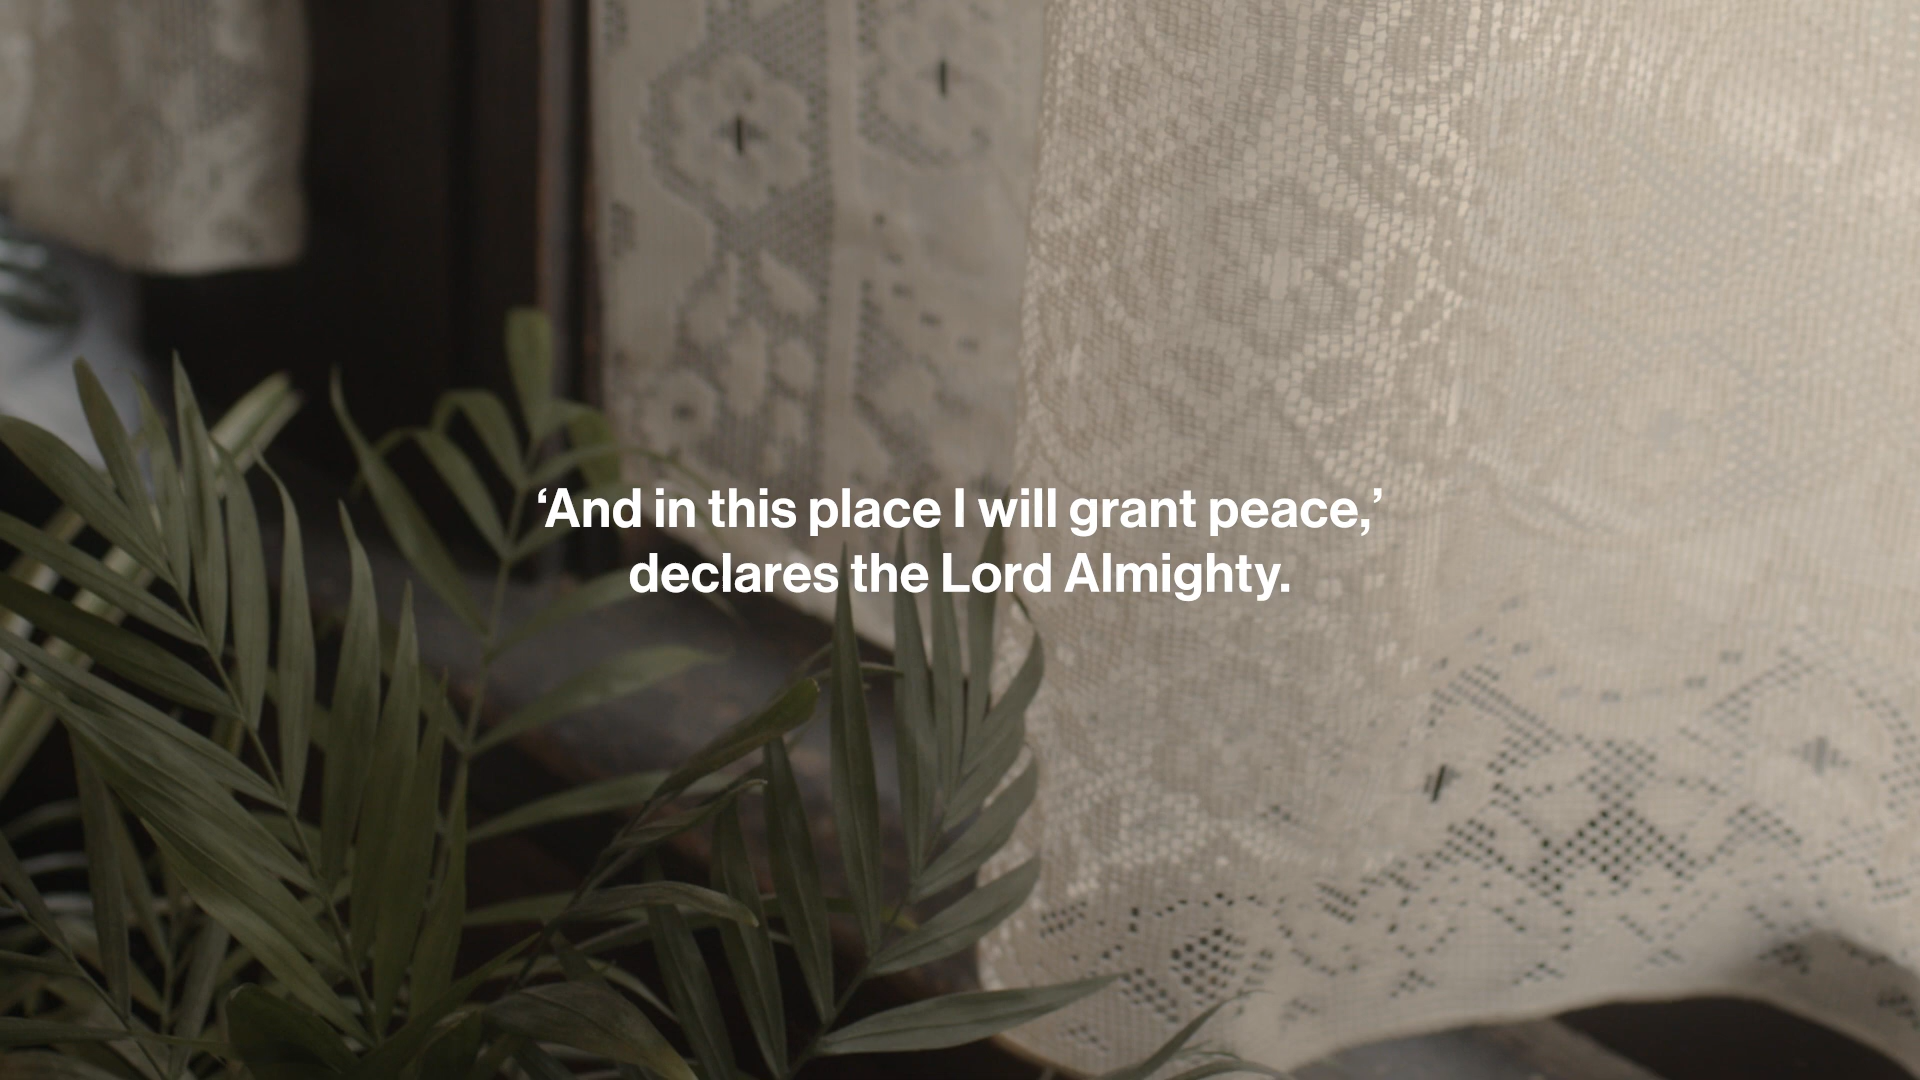 ‘And in this place I will grant peace,’
declares the Lord Almighty.